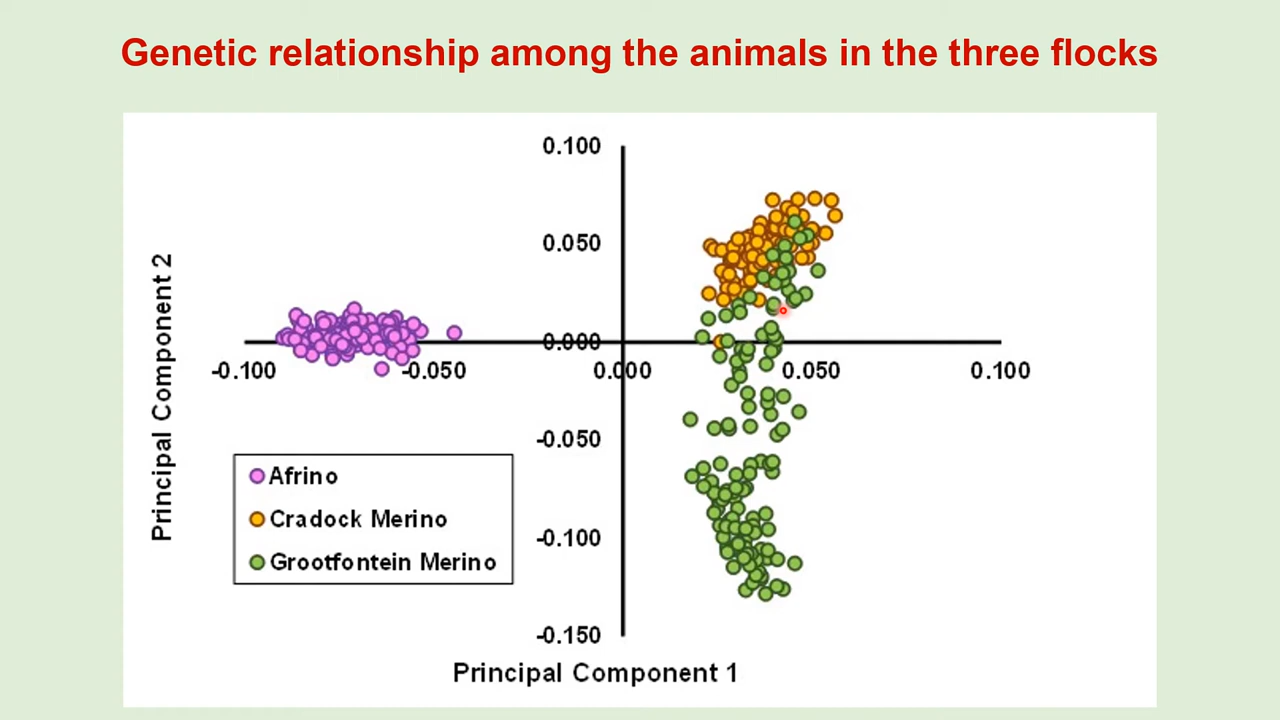 Genetic relationship among the animals in the three flocks
0.100
0.050
0.000
-0.100
-0.050
0.000
0.050
0.100
-0.050
-0.100
-0.150
Principal Component 2
Afrino
Cradock Merino
Grootfontein Merino
Principal Component 1